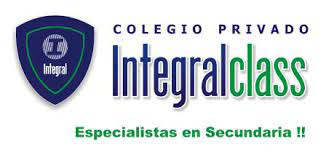 COLEGIO PRIVADO
Integral
Integralclass
Especialistas en Secundaria !!